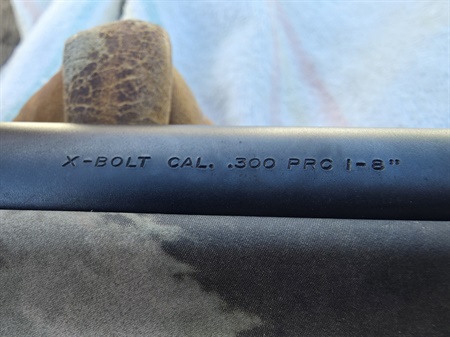 X-BOLT CAL. .300 PRC 1-8"